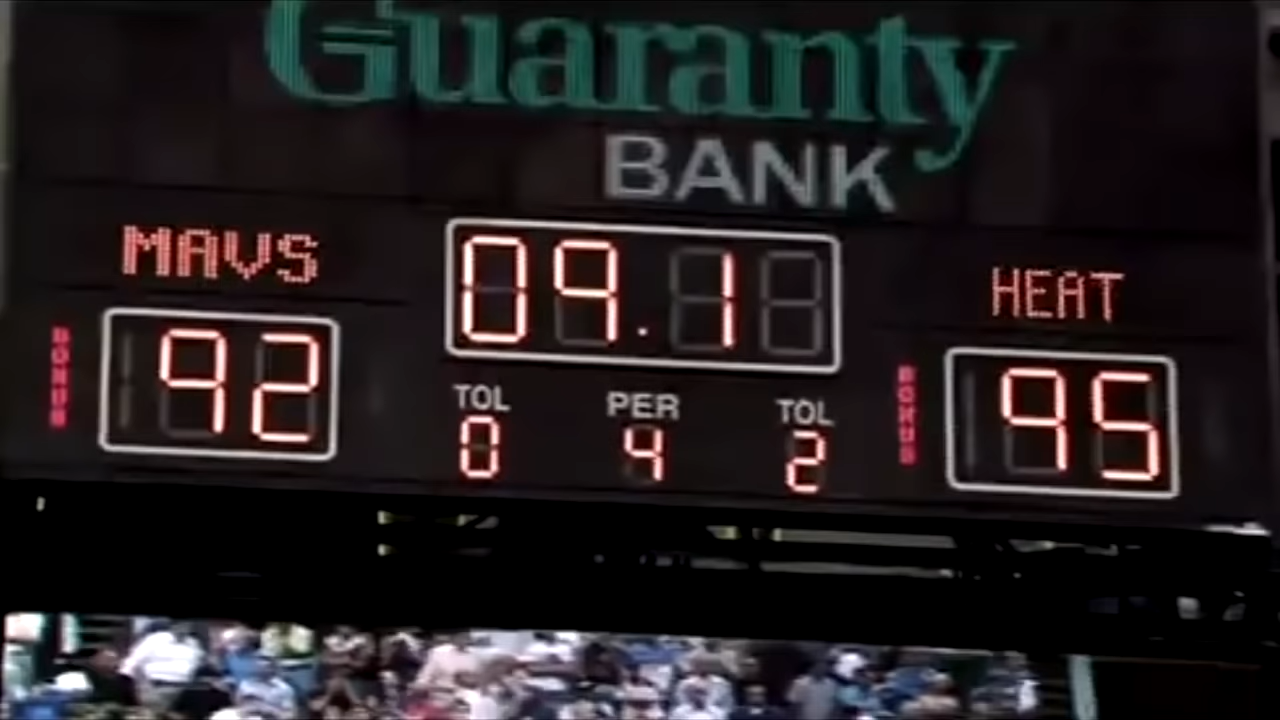 Guaranty
BANK
MAVS 09.1 HEAT
BONUS 92 BONUS 95
TOL PER TOL
0 4 2